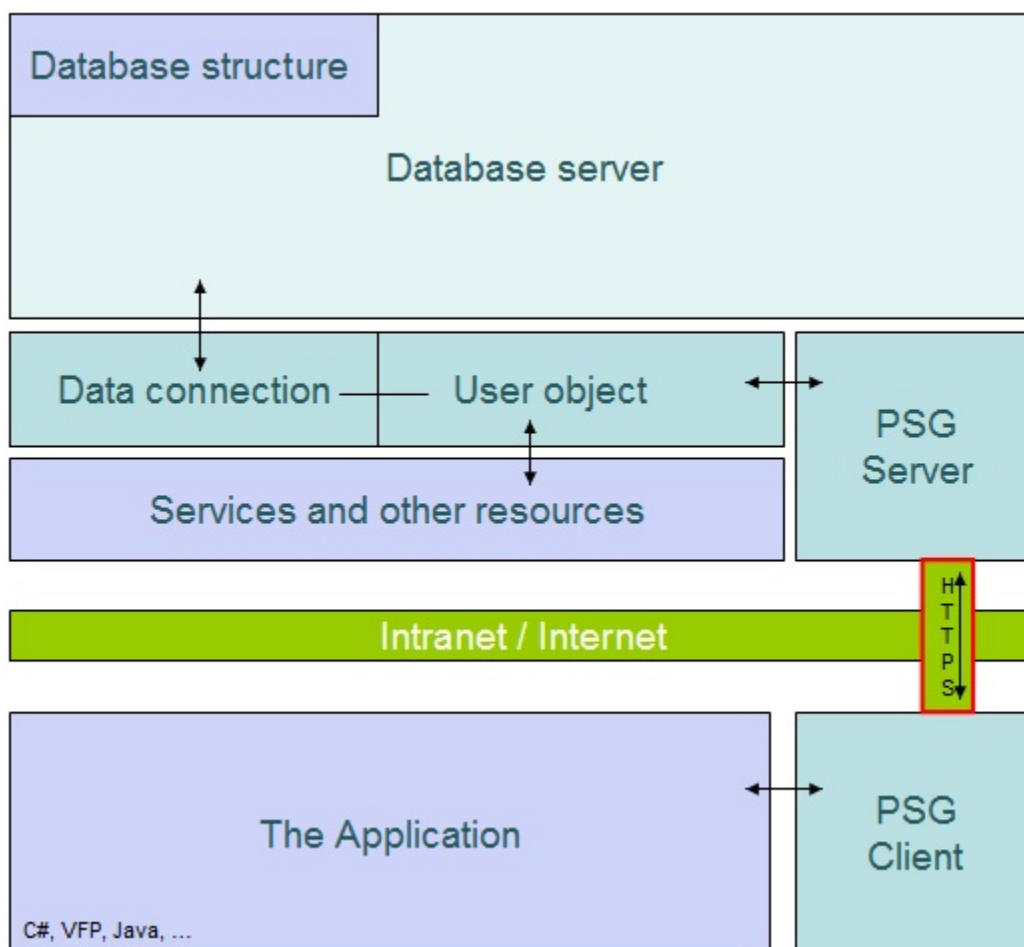 Database structure
Database server
Data connection
User object
PSG
Server
Services and other resources
HTTPS
Intranet / Internet
The Application
PSG
Client
C#, VFP, Java, ...